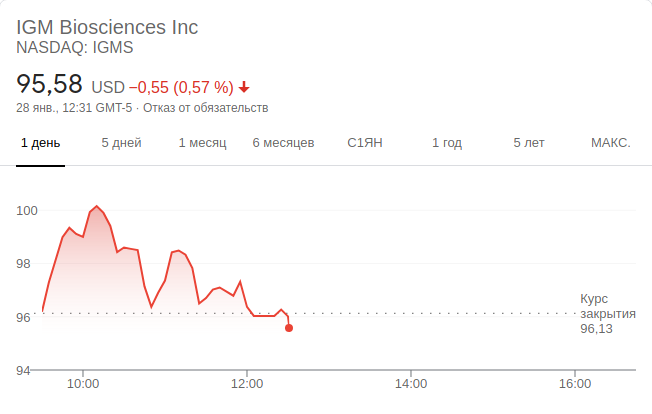 IGM Biosciences Inc
NASDAQ: IGMS
95,58 USD −0,55 (0,57 %)
28 янв., 12:31 GMT-5 · Отказ от обязательств
1 день 5 дней 1 месяц 6 месяцев С1ЯН 1 год 5 лет МАКС.
100
98
96
94
Курс
закрытия
96,13
10:00 12:00 14:00 16:00